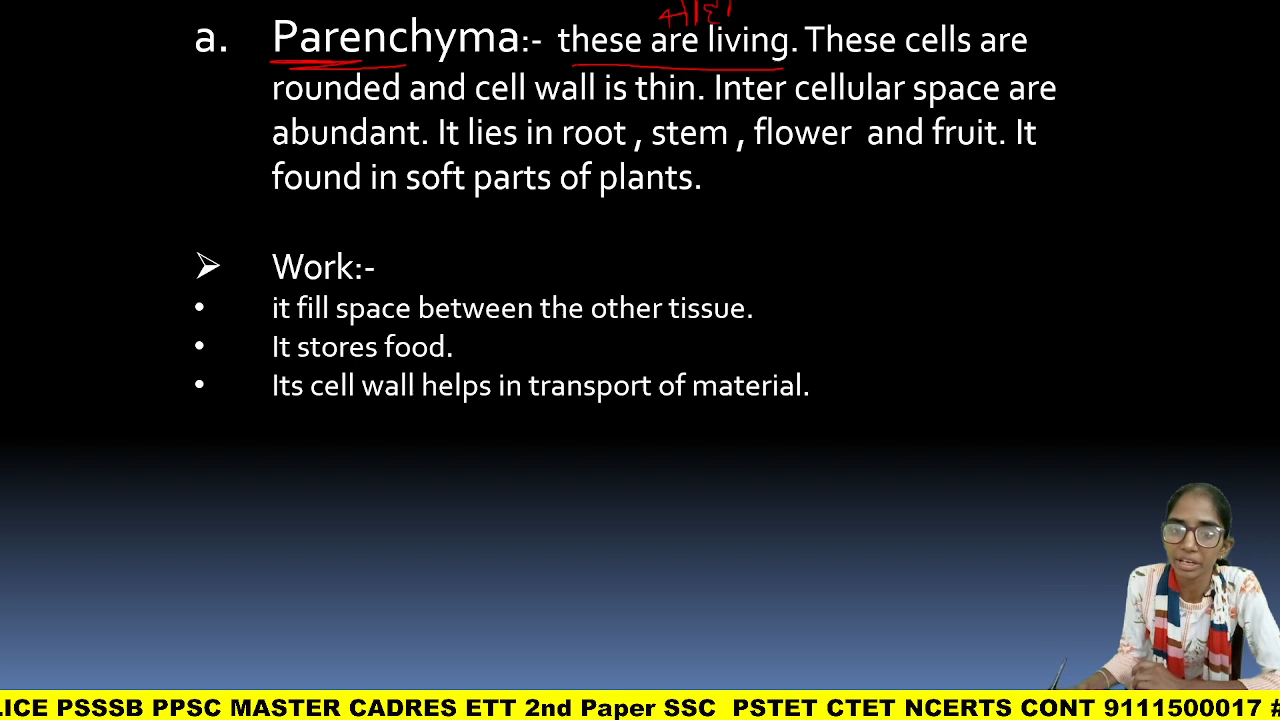 a. Parenchyma:- these are living. These cells are
rounded and cell wall is thin. Inter cellular space are
abundant. It lies in root , stem , flower and fruit. It
found in soft parts of plants.
➢ Work:-
• it fill space between the other tissue.
• It stores food.
• Its cell wall helps in transport of material.
LICE PSSSB PPSC MASTER CADRES ETT 2nd Paper SSC PSTET CTET NCERTS CONT 9111500017 #